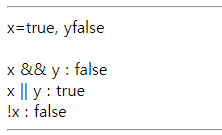 x=true, yfalse
x && y : false
x || y : true
!x : false